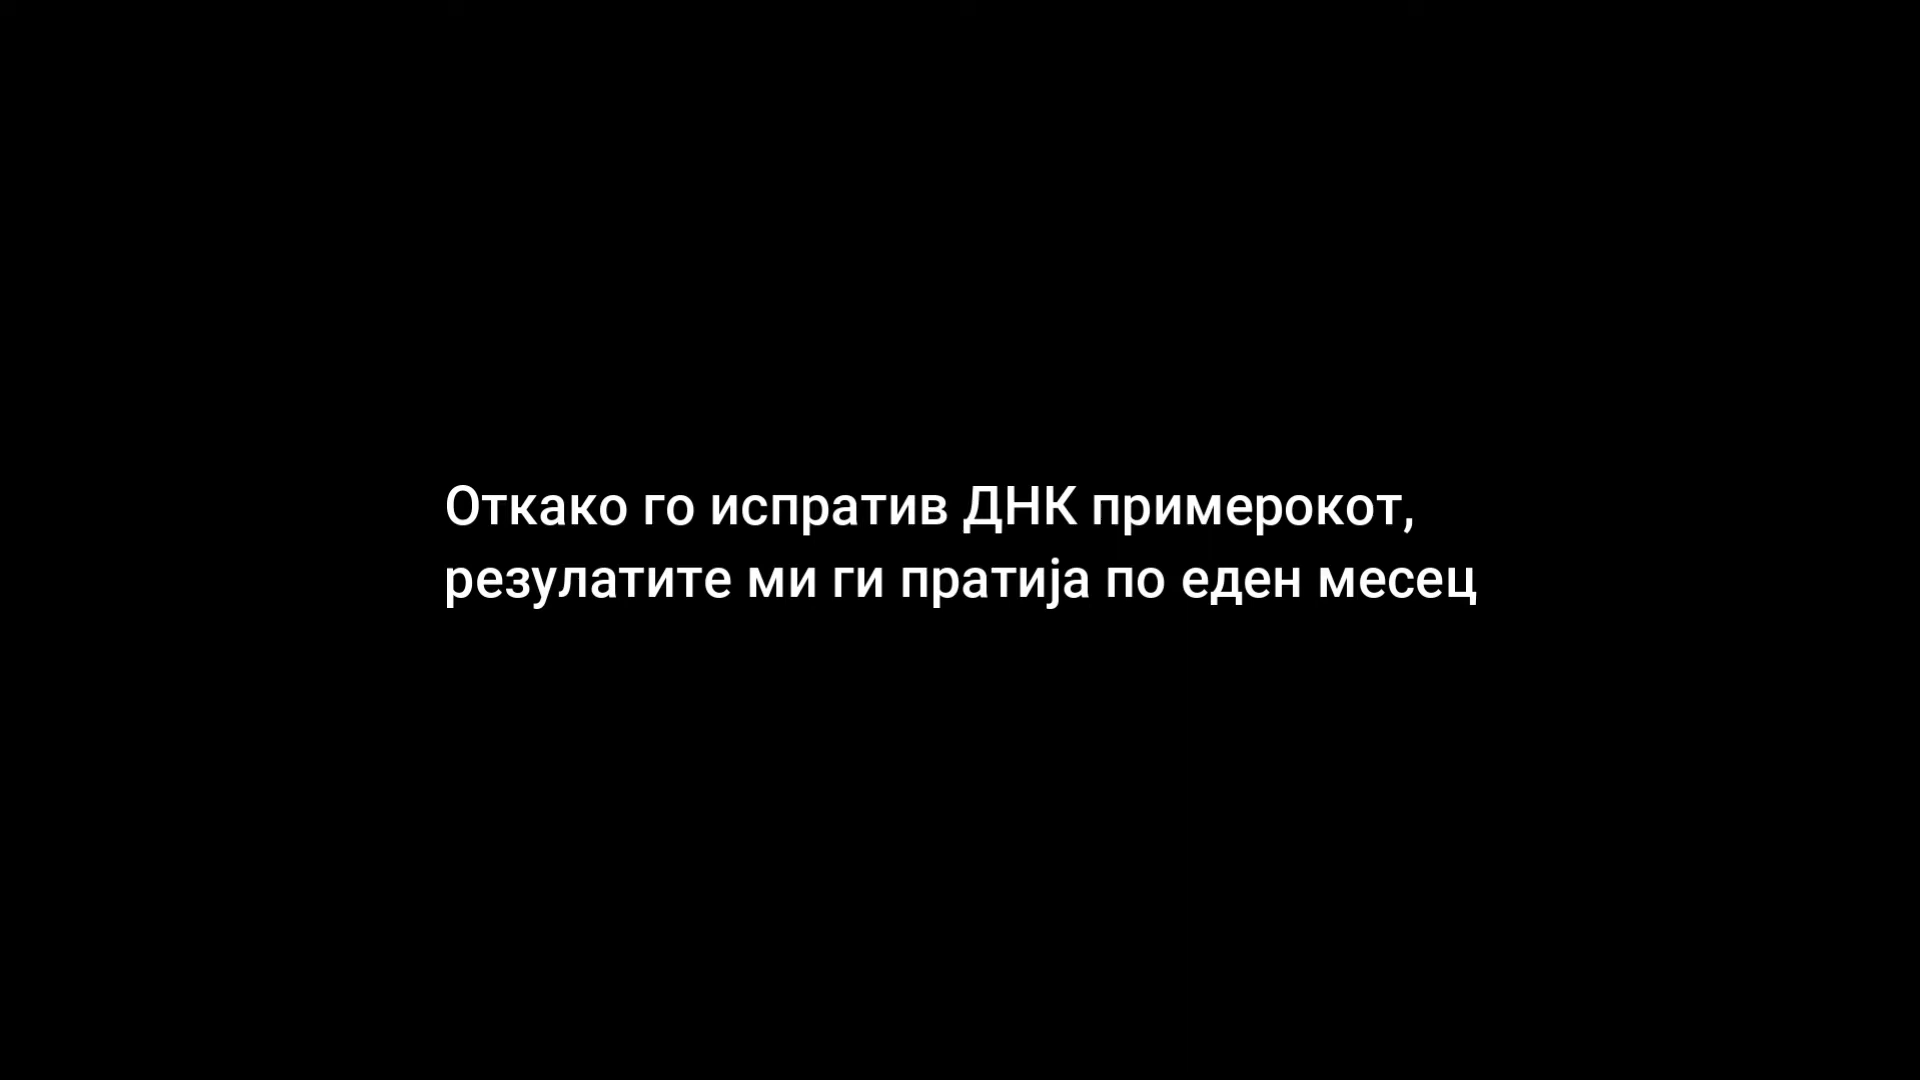 Откако го испратив ДНК примерокот,
резулатите ми ги пратија по еден месец